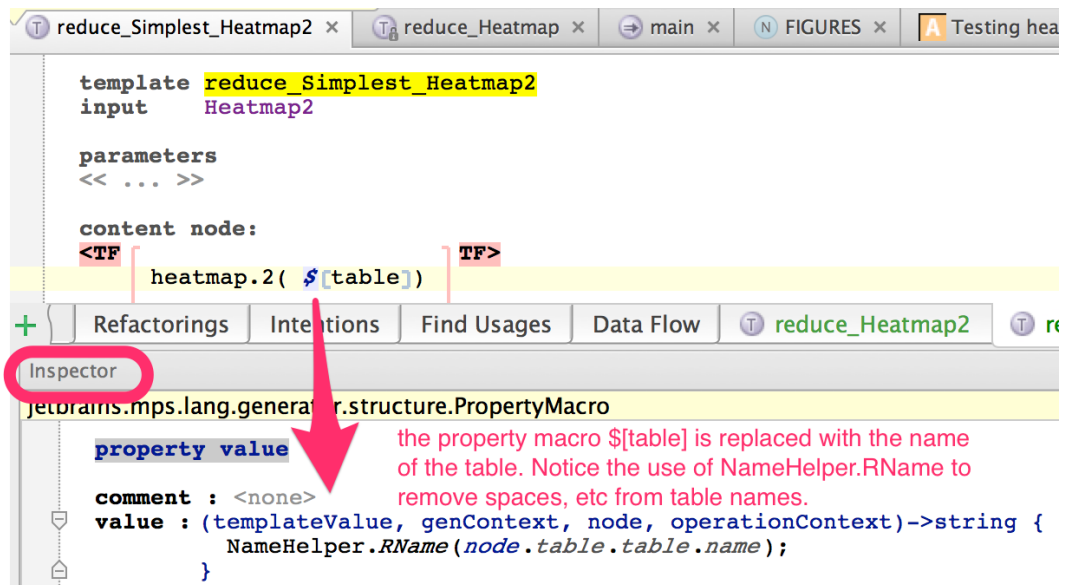 reduce_Simplest_Heatmap2 × reduce_Heatmap × main × N FIGURES × A Testing hea
template reduce_Simplest_Heatmap2
input Heatmap2
parameters
<< ... >>
content node:
<TF TF>
heatmap.2( $[table])
+ Refactorings Intentions Find Usages Data Flow T reduce_Heatmap2 T re
Inspector
jetbrains.mps.lang.generator.structure.PropertyMacro
property value
the property macro $[table] is replaced with the name
of the table. Notice the use of NameHelper.RName to
remove spaces, etc from table names.
comment : <none>
value : (templateValue, genContext, node, operationContext)->string {
NameHelper.RName(node.table.table.name);
}